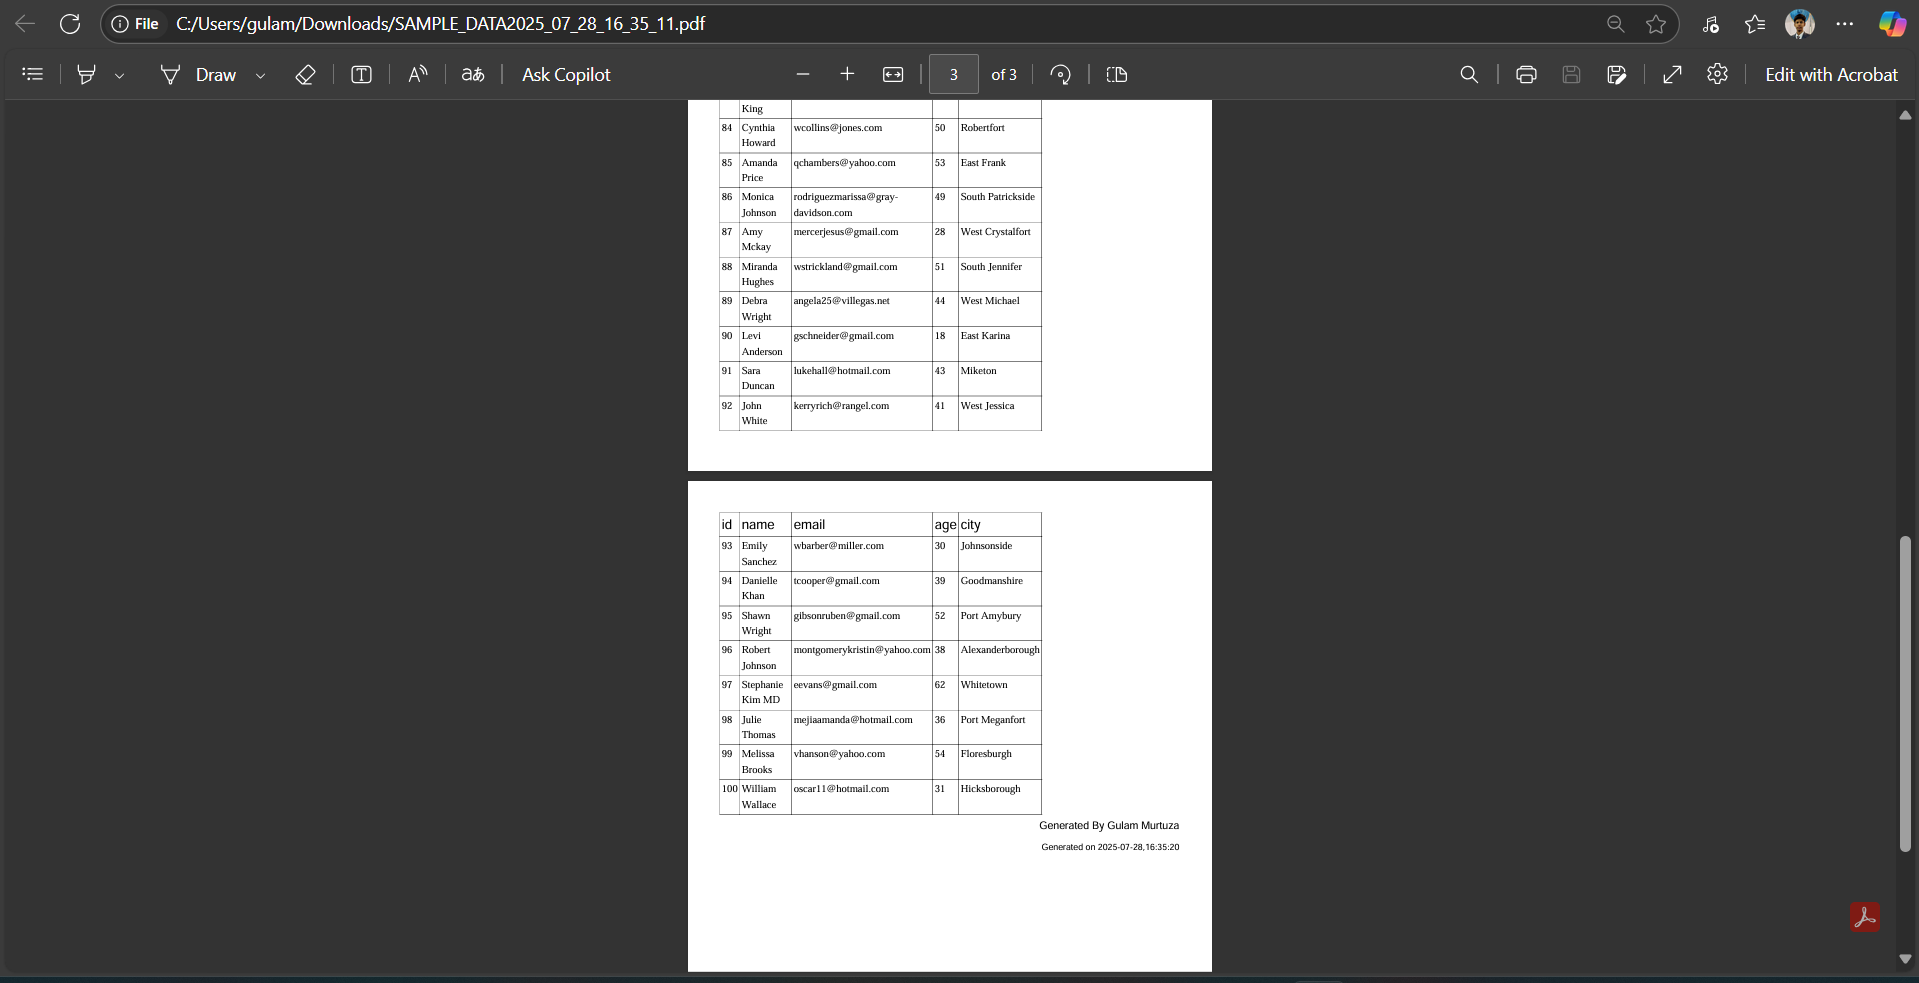 File C:/Users/gulam/Downloads/SAMPLE_DATA2025_07_28_16_35_11.pdf
Draw T A aあ Ask Copilot 3 of 3 Edit with Acrobat
King
84 Cynthia wcollins@jones.com 50 Robertfort
Howard
85 Amanda qchambers@yahoo.com 53 East Frank
Price
86 Monica rodriguezmarissa@gray- 49 South Patrickside
Johnson davidson.com
87 Amy mercerjesus@gmail.com 28 West Crystalfort
Mckay
88 Miranda wstrickland@gmail.com 51 South Jennifer
Hughes
89 Debra angela25@villegas.net 44 West Michael
Wright
90 Levi gschneider@gmail.com 18 East Karina
Anderson
91 Sara lukehall@hotmail.com 43 Miketon
Duncan
92 John kerryrich@rangel.com 41 West Jessica
White
id name email age city
93 Emily wbarber@miller.com 30 Johnsonside
Sanchez
94 Danielle tcooper@gmail.com 39 Goodmanshire
Khan
95 Shawn gibsonruben@gmail.com 52 Port Amybury
Wright
96 Robert montgomerykristin@yahoo.com 38 Alexanderborough
Johnson
97 Stephanie eevans@gmail.com 62 Whitetown
Kim MD
98 Julie mejiaamanda@hotmail.com 36 Port Meganfort
Thomas
99 Melissa vhanson@yahoo.com 54 Floresburgh
Brooks
100 William oscar11@hotmail.com 31 Hicksborough
Wallace
Generated By Gulam Murtuza
Generated on 2025-07-28,16:35:20